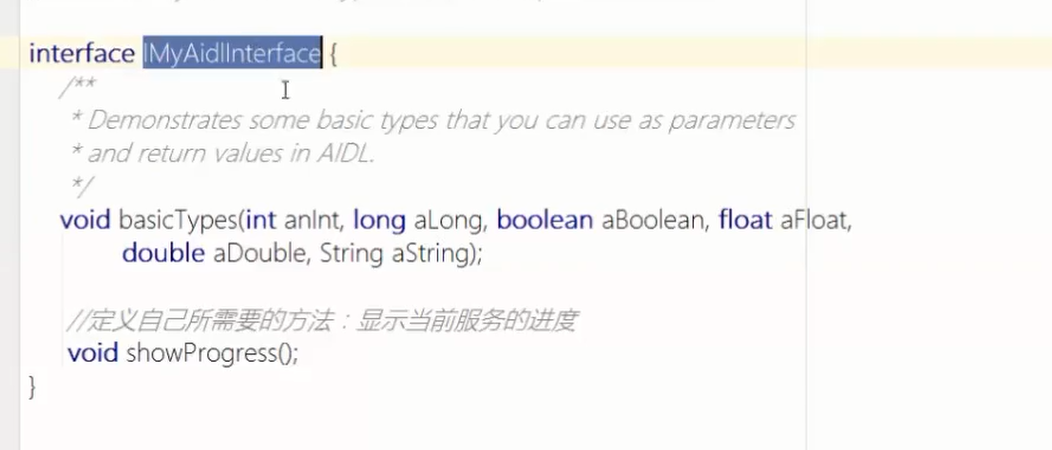 interface IMyAidlInterface {
/**
* Demonstrates some basic types that you can use as parameters
* and return values in AIDL.
*/
void basicTypes(int anInt, long aLong, boolean aBoolean, float aFloat,
double aDouble, String aString);
//定义自己所需要的方法：显示当前服务的进度
void showProgress();
}